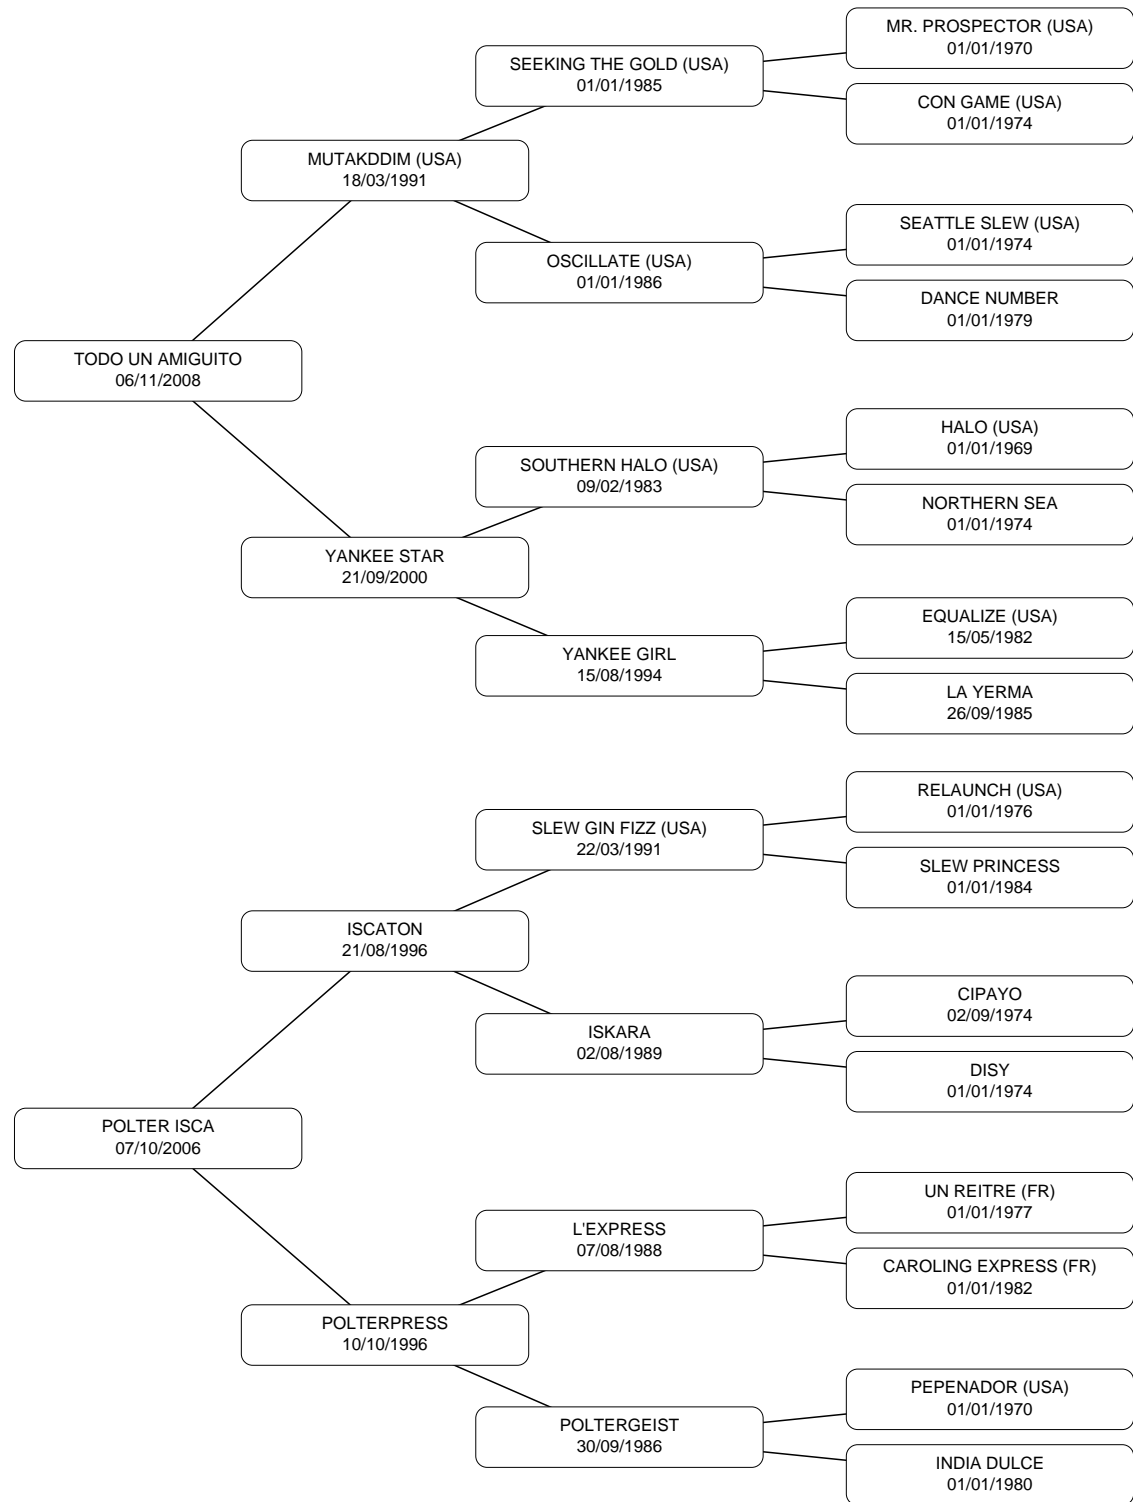 MR. PROSPECTOR (USA)
01/01/1970
SEEKING THE GOLD (USA)
01/01/1985
CON GAME (USA)
01/01/1974
MUTAKDDIM (USA)
18/03/1991
SEATTLE SLEW (USA)
01/01/1974
OSCILLATE (USA)
01/01/1986
DANCE NUMBER
01/01/1979
TODO UN AMIGUITO
06/11/2008
HALO (USA)
01/01/1969
SOUTHERN HALO (USA)
09/02/1983
NORTHERN SEA
01/01/1974
YANKEE STAR
21/09/2000
EQUALIZE (USA)
15/05/1982
YANKEE GIRL
15/08/1994
LA YERMA
26/09/1985
RELAUNCH (USA)
01/01/1976
SLEW GIN FIZZ (USA)
22/03/1991
SLEW PRINCESS
01/01/1984
ISCATON
21/08/1996
CIPAYO
02/09/1974
ISKARA
02/08/1989
DISY
01/01/1974
POLTER ISCA
07/10/2006
UN REITRE (FR)
01/01/1977
L'EXPRESS
07/08/1988
CAROLING EXPRESS (FR)
01/01/1982
POLTERPRESS
10/10/1996
PEPENADOR (USA)
01/01/1970
POLTERGEIST
30/09/1986
INDIA DULCE
01/01/1980